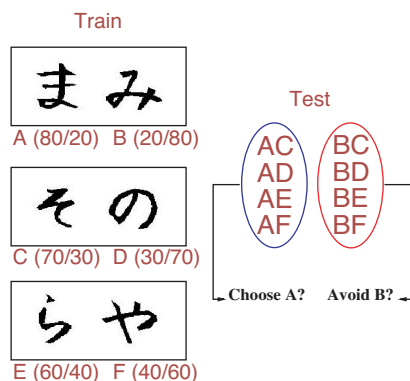 Train
まみ
A (80/20) B (20/80)
その
C (70/30) D (30/70)
らや
E (60/40) F (40/60)
Test
AC BC
AD BD
AE BE
AF BF
Choose A? Avoid B?